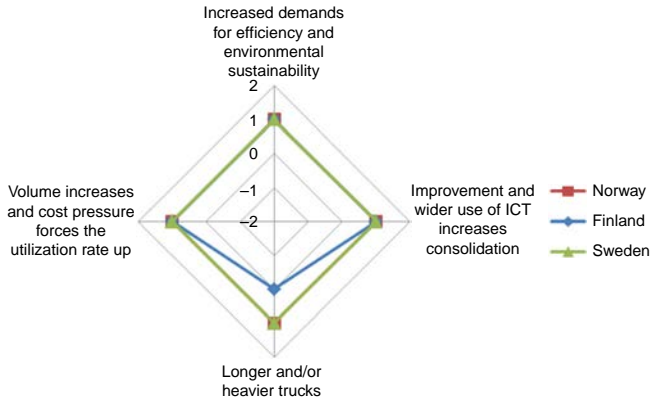 Increased demands
for efficiency and
environmental
sustainability
2
1
0
–1
–2
Volume increases
and cost pressure
forces the
utilization rate up
Improvement and
wider use of ICT
increases
consolidation
Norway
Finland
Sweden
Longer and/or
heavier trucks